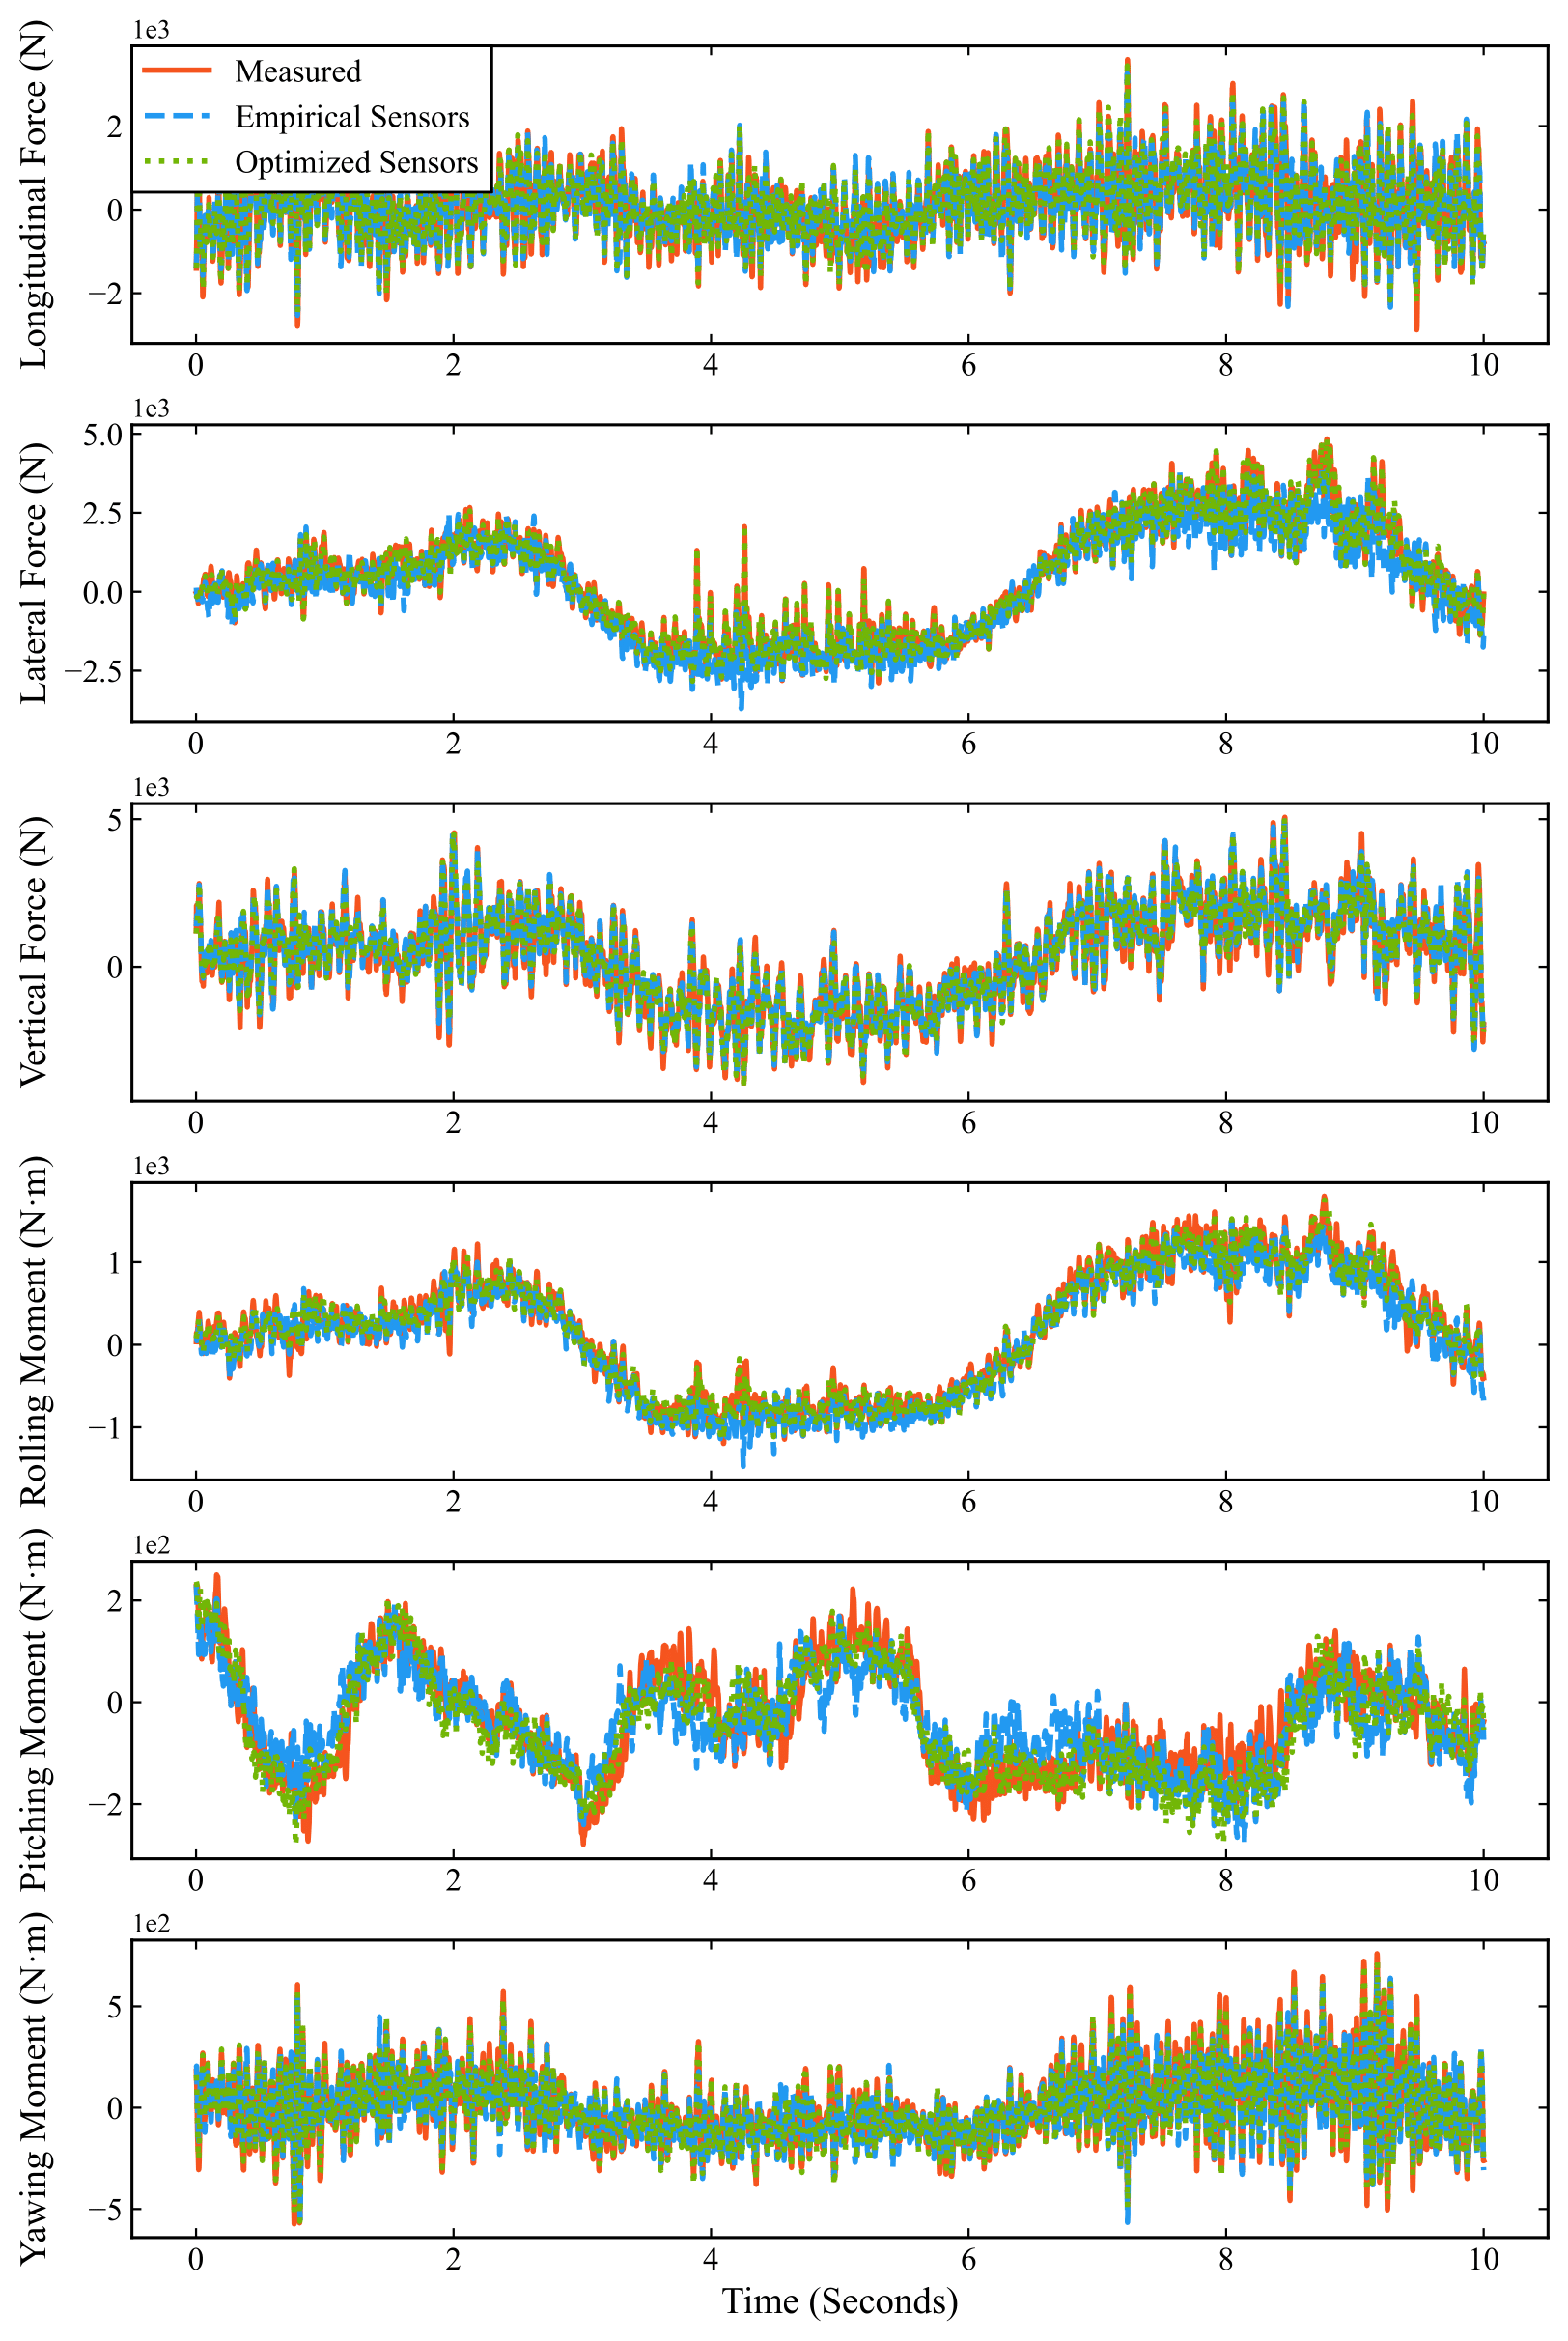 1e3
Longitudinal Force (N)
Measured
Empirical Sensors
Optimized Sensors
2
0
−2
0 2 4 6 8 10
1e3
Lateral Force (N)
5.0
2.5
0.0
−2.5
0 2 4 6 8 10
1e3
Vertical Force (N)
5
0
0 2 4 6 8 10
1e3
Rolling Moment (N·m)
1
0
−1
0 2 4 6 8 10
1e2
Pitching Moment (N·m)
2
0
−2
0 2 4 6 8 10
1e2
Yawing Moment (N·m)
5
0
−5
0 2 4 6 8 10
Time (Seconds)